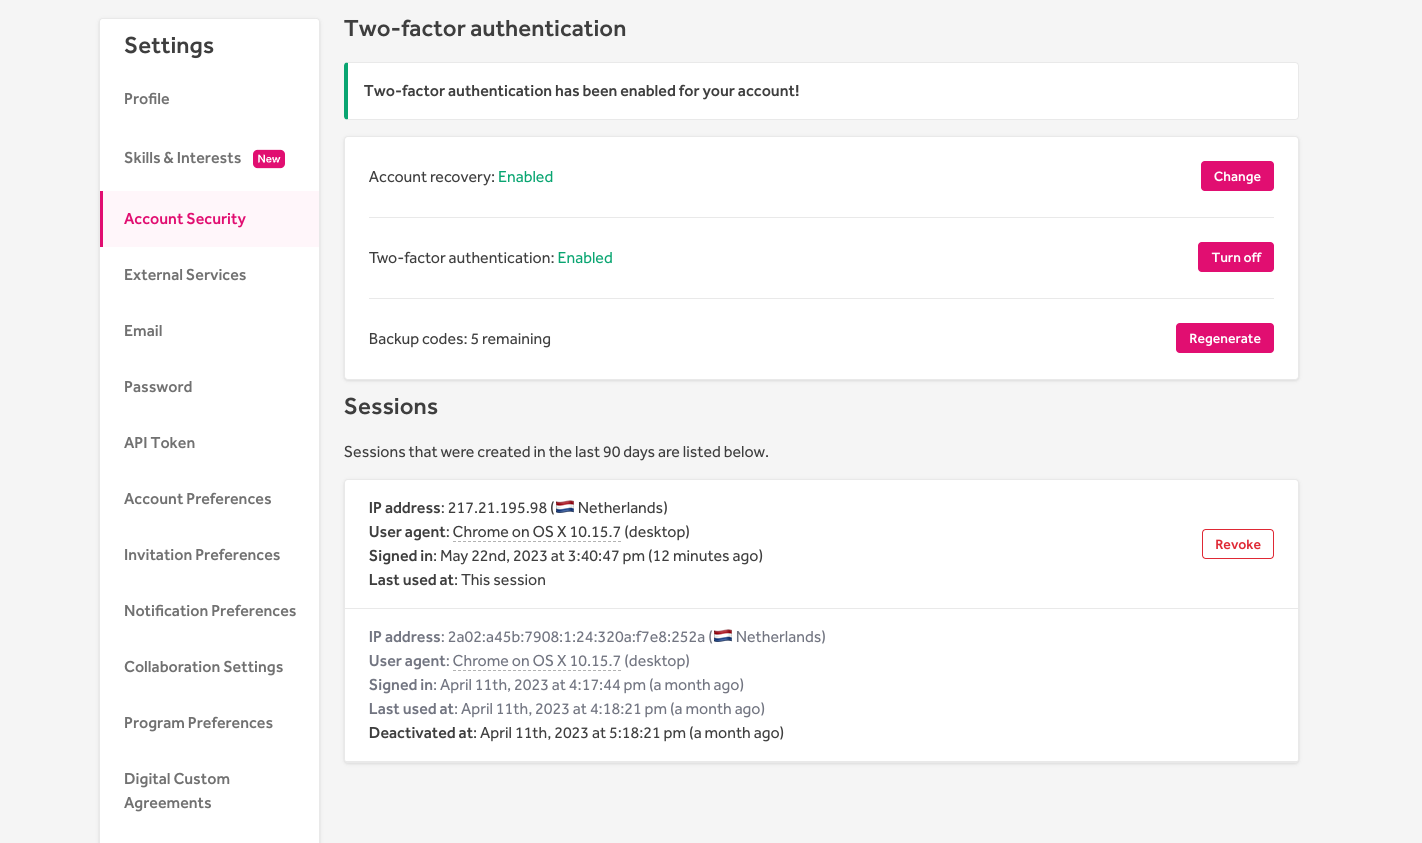 Settings
Profile
Skills & Interests New
Account Security
External Services
Email
Password
API Token
Account Preferences
Invitation Preferences
Notification Preferences
Collaboration Settings
Program Preferences
Digital Custom
Agreements
Two-factor authentication
Two-factor authentication has been enabled for your account!
Account recovery: Enabled
Change
Two-factor authentication: Enabled
Turn off
Backup codes: 5 remaining
Regenerate
Sessions
Sessions that were created in the last 90 days are listed below.
IP address: 217.21.195.98 (🇳🇱 Netherlands)
User agent: Chrome on OS X 10.15.7 (desktop)
Signed in: May 22nd, 2023 at 3:40:47 pm (12 minutes ago)
Last used at: This session
Revoke
IP address: 2a02:a45b:7908:1:24:320a:f7e8:252a (🇳🇱 Netherlands)
User agent: Chrome on OS X 10.15.7 (desktop)
Signed in: April 11th, 2023 at 4:17:44 pm (a month ago)
Last used at: April 11th, 2023 at 4:18:21 pm (a month ago)
Deactivated at: April 11th, 2023 at 5:18:21 pm (a month ago)